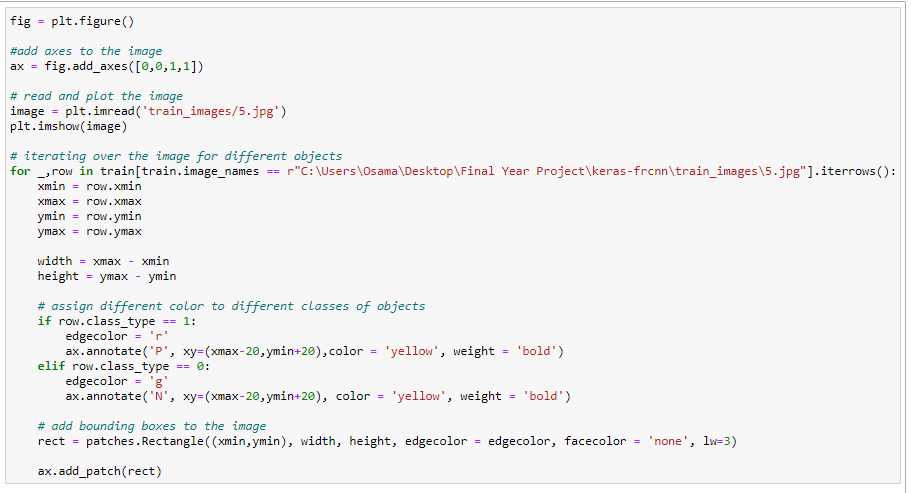 fig = plt.figure()
#add axes to the image
ax = fig.add_axes([0,0,1,1])
# read and plot the image
image = plt.imread('train_images/5.jpg')
plt.imshow(image)
# iterating over the image for different objects
for _,row in train[train.image_names == r"C:\Users\Osama\Desktop\Final Year Project\keras-frcnn\train_images\5.jpg"].iterrows():
    xmin = row.xmin
    xmax = row.xmax
    ymin = row.ymin
    ymax = row.ymax
    width = xmax - xmin
    height = ymax - ymin
    # assign different color to different classes of objects
    if row.class_type == 1:
        edgecolor = 'r'
        ax.annotate('P', xy=(xmax-20,ymin+20),color = 'yellow', weight = 'bold')
    elif row.class_type == 0:
        edgecolor = 'g'
        ax.annotate('N', xy=(xmax-20,ymin+20), color = 'yellow', weight = 'bold')
    # add bounding boxes to the image
    rect = patches.Rectangle((xmin,ymin), width, height, edgecolor = edgecolor, facecolor = 'none', lw=3)
    ax.add_patch(rect)